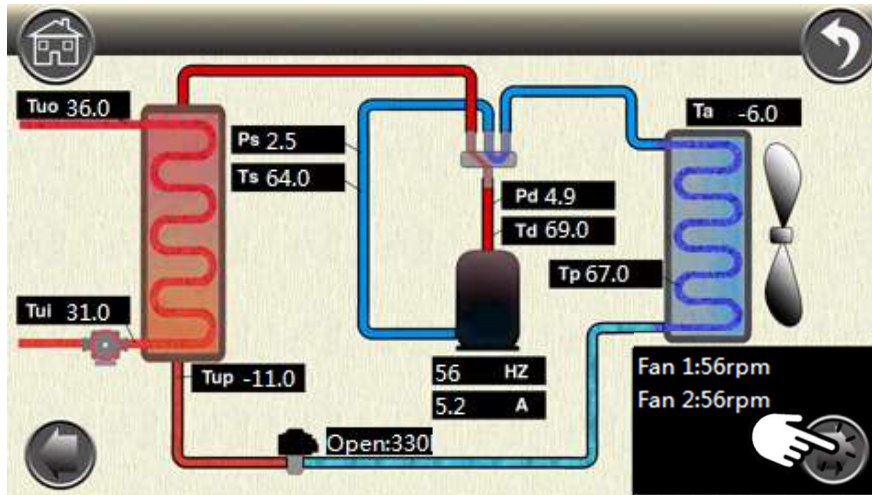 Tuo 36.0
Ta -6.0
Ps 2.5
Ts 64.0
Pd 4.9
Td 69.0
Tp 67.0
Tui 31.0
Tup -11.0
56 HZ
5.2 A
Fan 1:56rpm
Fan 2:56rpm
Open:330